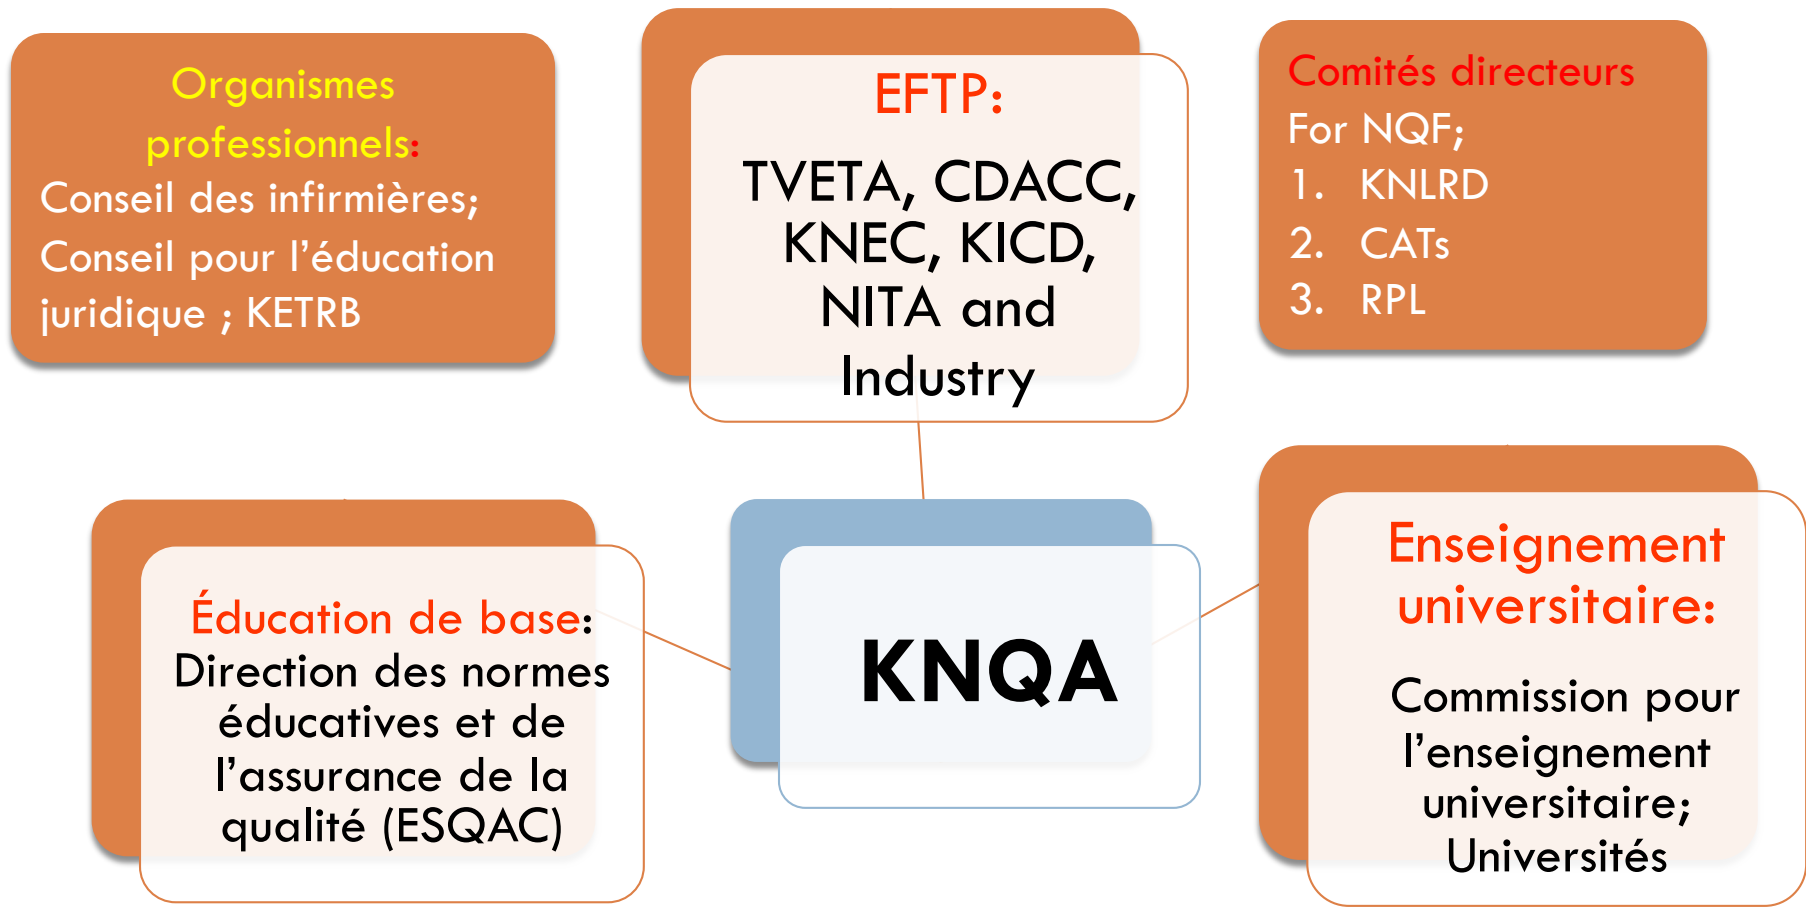 Organismes
professionnels:
Conseil des infirmières;
Conseil pour l’éducation
juridique ; KETRB
EFTP:
TVETA, CDACC,
KNEC, KICD,
NITA and
Industry
Comités directeurs
For NQF;
1. KNLRD
2. CATs
3. RPL
Éducation de base:
Direction des normes
éducatives et de
l’assurance de la
qualité (ESQAC)
KNQA
Enseignement
universitaire:
Commission pour
l’enseignement
universitaire;
Universités